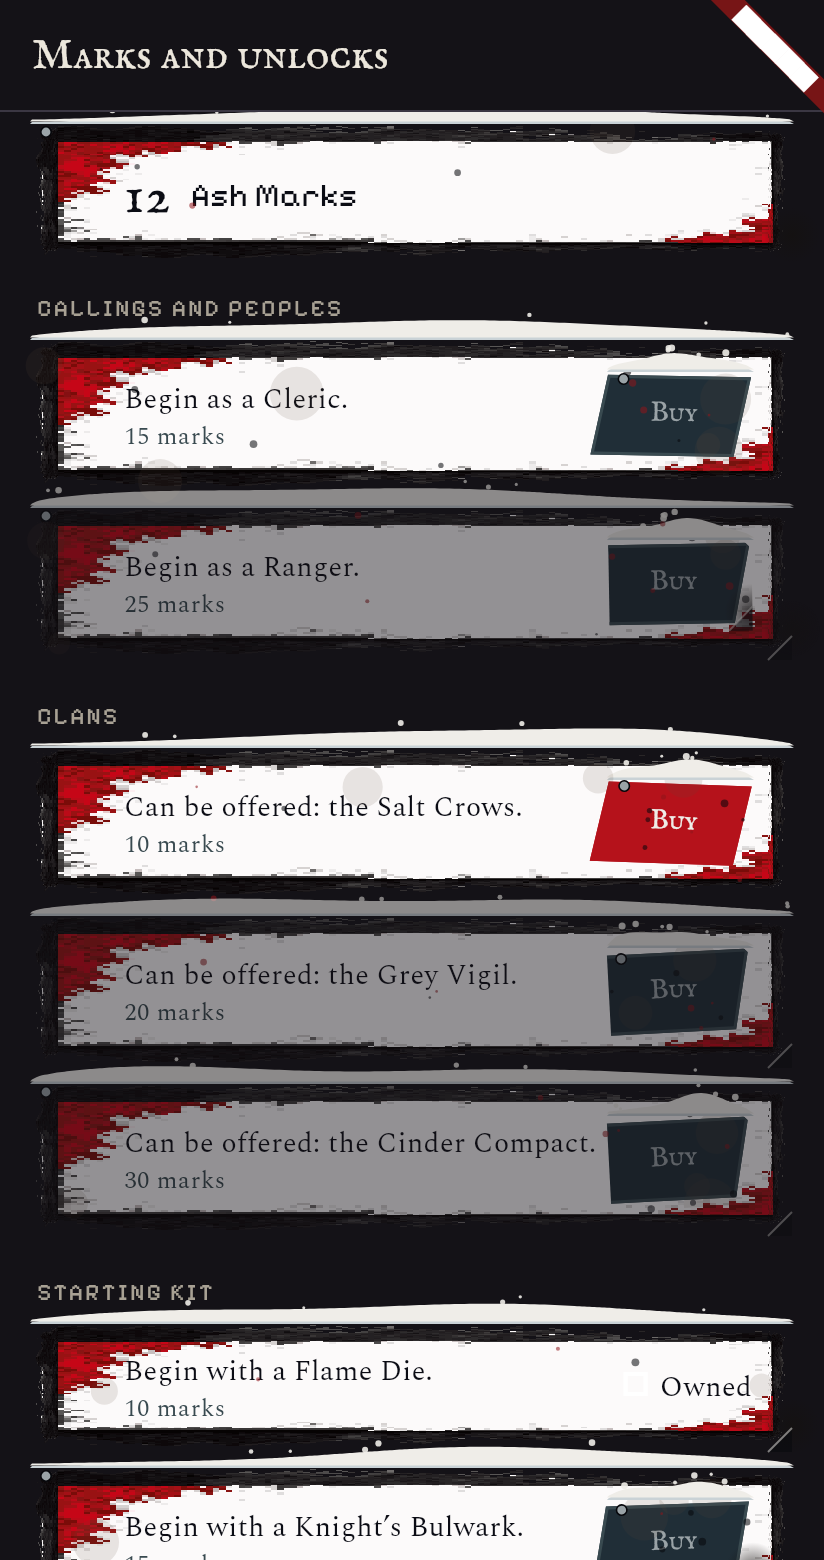 Marks and unlocks
12 Ash Marks
CALLINGS AND PEOPLES
Begin as a Cleric.
15 marks
Buy
Begin as a Ranger.
25 marks
Buy
CLANS
Can be offered: the Salt Crows.
10 marks
Buy
Can be offered: the Grey Vigil.
20 marks
Buy
Can be offered: the Cinder Compact.
30 marks
Buy
STARTING KIT
Begin with a Flame Die.
10 marks
Owned
Begin with a Knight's Bulwark.
Buy